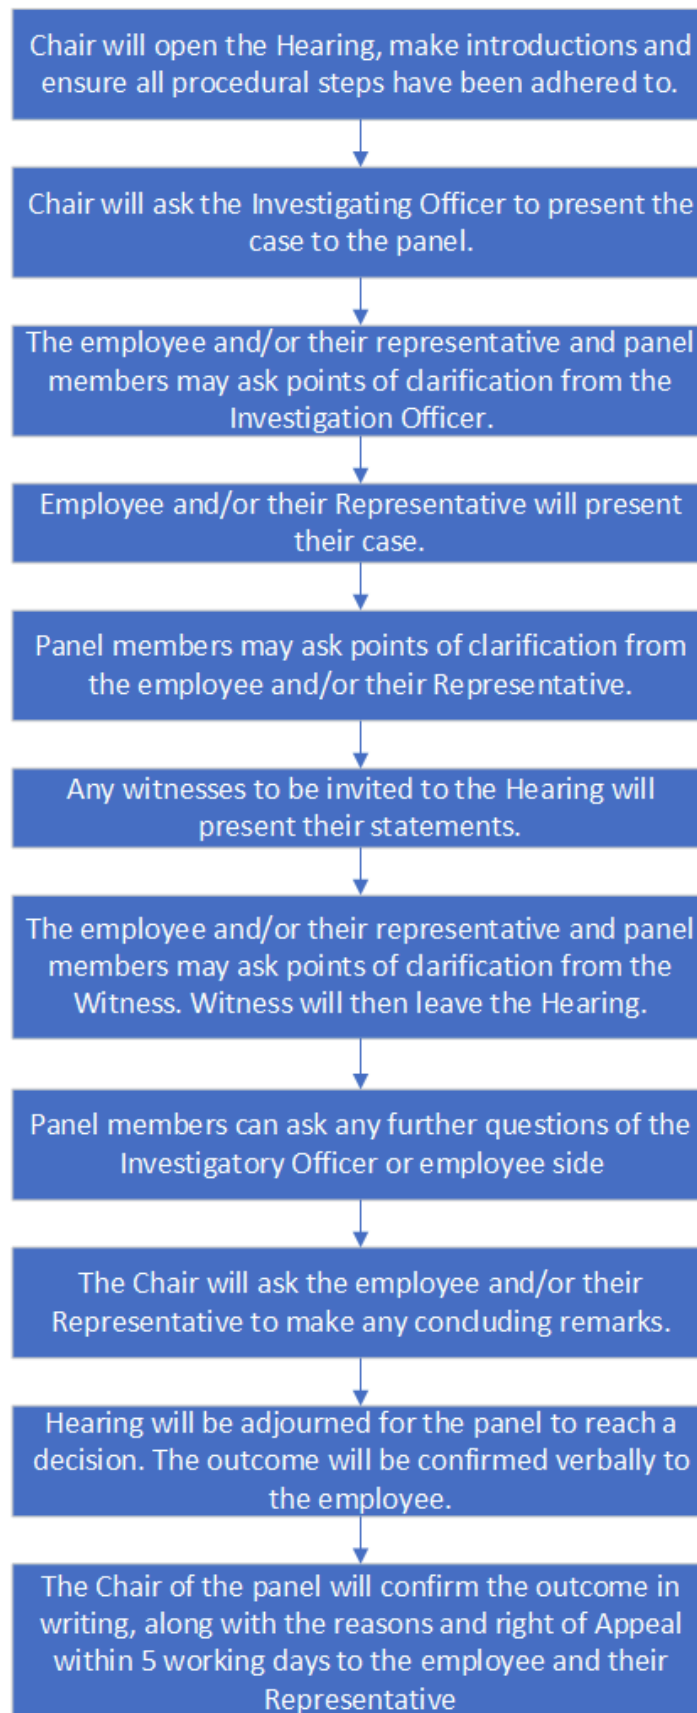 Chair will open the Hearing, make introductions and
ensure all procedural steps have been adhered to.
Chair will ask the Investigating Officer to present the
case to the panel.
The employee and/or their representative and panel
members may ask points of clarification from the
Investigation Officer.
Employee and/or their Representative will present
their case.
Panel members may ask points of clarification from
the employee and/or their Representative.
Any witnesses to be invited to the Hearing will
present their statements.
The employee and/or their representative and panel
members may ask points of clarification from the
Witness. Witness will then leave the Hearing.
Panel members can ask any further questions of the
Investigatory Officer or employee side
The Chair will ask the employee and/or their
Representative to make any concluding remarks.
Hearing will be adjourned for the panel to reach a
decision. The outcome will be confirmed verbally to
the employee.
The Chair of the panel will confirm the outcome in
writing, along with the reasons and right of Appeal
within 5 working days to the employee and their
Representative